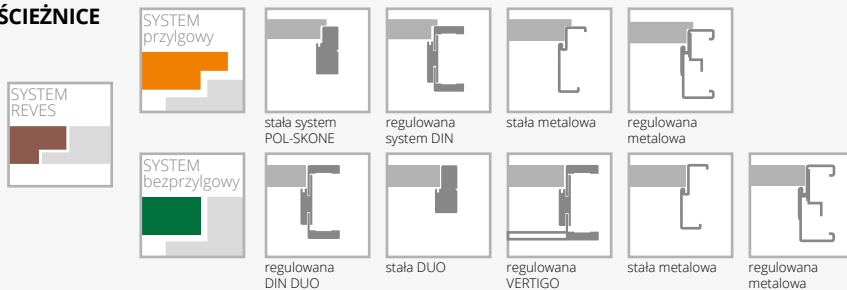 ŚCIEŻNICE
SYSTEM
REVES
SYSTEM
przylgowy
stała system
POL-SKONE
regulowana
system DIN
stała metalowa
regulowana
metalowa
SYSTEM
bezprzylgowy
regulowana
DIN DUO
stała DUO
regulowana
VERTIGO
stała metalowa
regulowana
metalowa